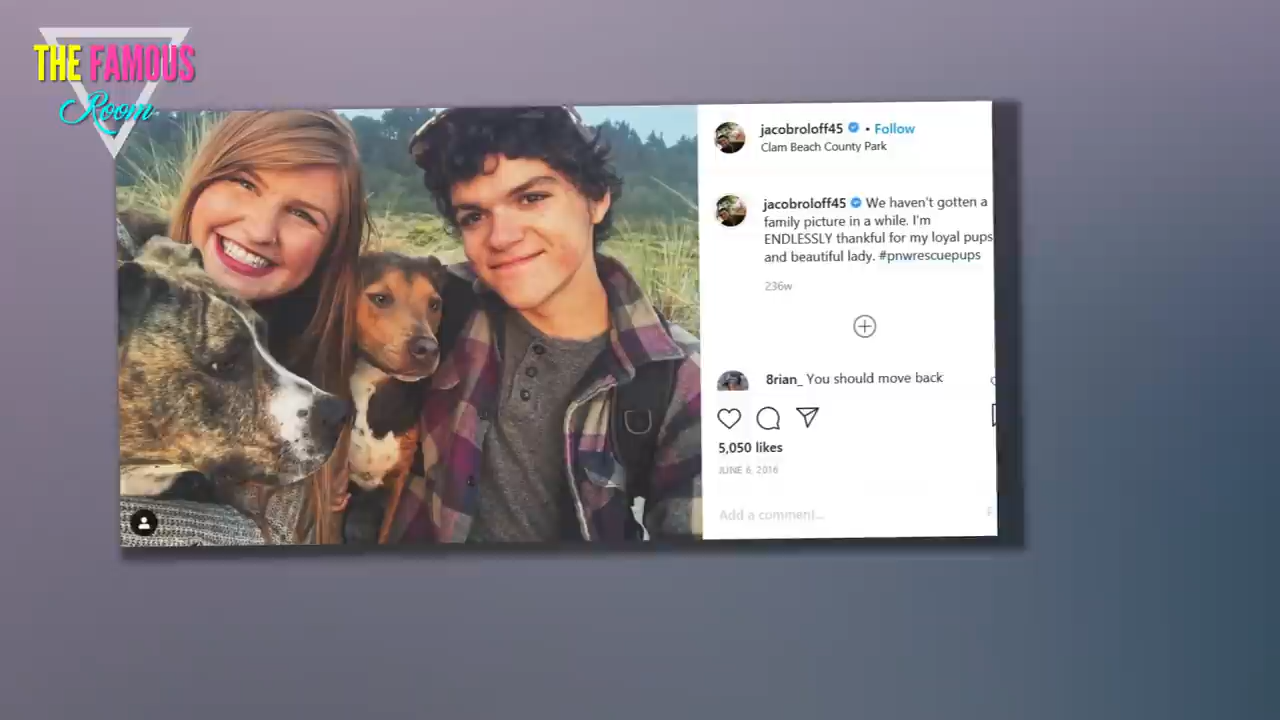 THE FAMOUS
Room
jacobroloff45 • Follow
Clam Beach County Park
jacobroloff45 We haven't gotten a
family picture in a while. I'm
ENDLESSLY thankful for my loyal pups
and beautiful lady. #pnwrescuepups
236w
8rian_ You should move back
5,050 likes
JUNE 6, 2016
Add a comment...